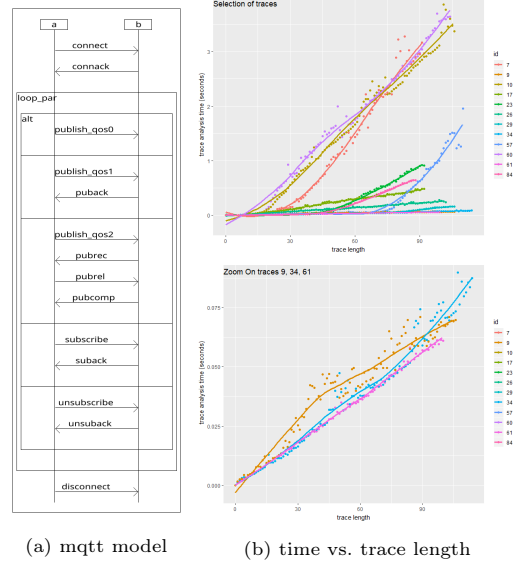 a
b
connect
connack
loop_par
alt
publish_qos0
publish_qos1
puback
publish_qos2
pubrec
pubrel
pubcomp
subscribe
suback
unsubscribe
unsuback
disconnect
(a) mqtt model
Selection of traces
trace analysis time (seconds)
3
2
1
0
0
30
60
90
trace length
id
7
9
10
17
23
26
29
34
57
60
61
84
Zoom On traces 9, 34, 61
trace analysis time (seconds)
0.075
0.050
0.025
0.000
0
30
60
90
trace length
id
7
9
10
17
23
26
29
34
57
60
61
84
(b) time vs. trace length